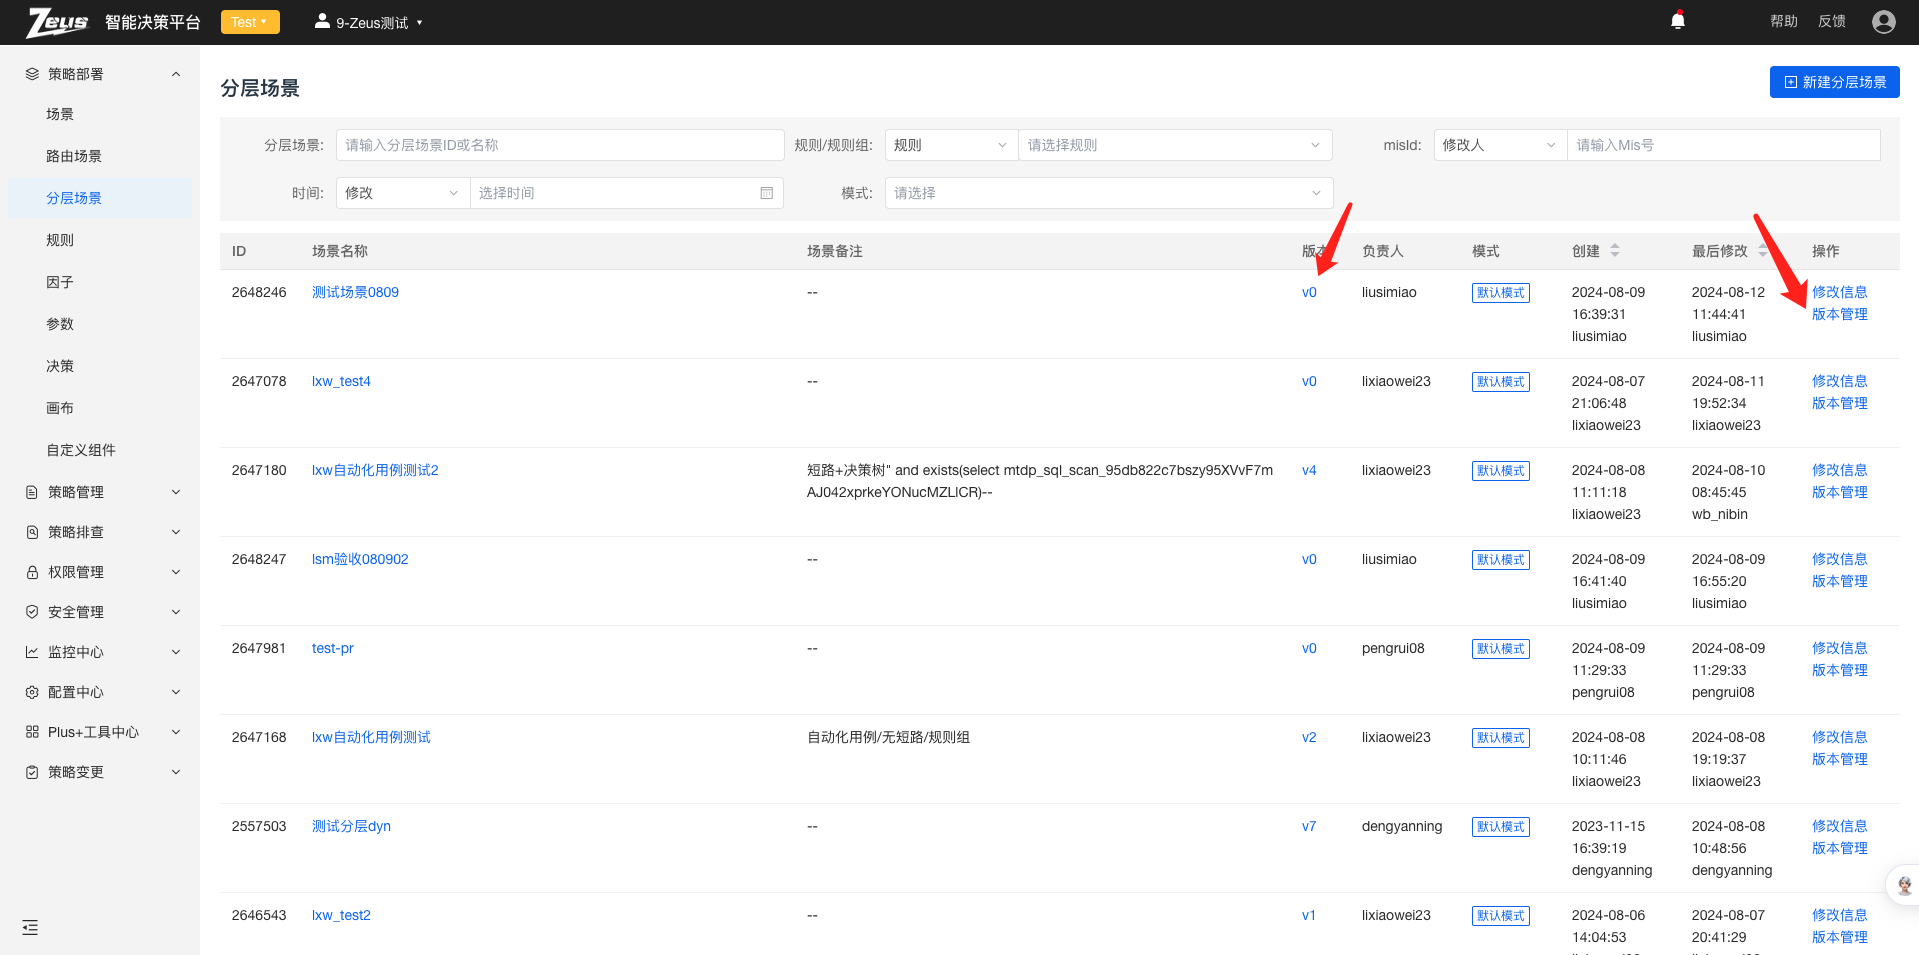 Zeus 智能决策平台 Test 9-Zeus测试 帮助 反馈
策略部署
场景
路由场景
分层场景
规则
因子
参数
决策
画布
自定义组件
策略管理
策略排查
权限管理
安全管理
监控中心
配置中心
Plus+工具中心
策略变更
分层场景
新建分层场景
分层场景: 请输入分层场景ID或名称 规则/规则组: 规则 请选择规则 misId: 修改人 请输入Mis号
时间: 修改 选择时间 模式: 请选择
ID 场景名称 场景备注 版本 负责人 模式 创建 最后修改 操作
2648246 测试场景0809 -- v0 liusimiao 默认模式 2024-08-09 2024-08-12 修改信息
16:39:31 11:44:41 版本管理
liusimiao liusimiao
2647078 lxw_test4 -- v0 lixiaowei23 默认模式 2024-08-07 2024-08-11 修改信息
21:06:48 19:52:34 版本管理
lixiaowei23 lixiaowei23
2647180 lxw自动化用例测试2 短路+决策树" and exists(select mtdp_sql_scan_95db822c7bszy95XVvF7m v4 lixiaowei23 默认模式 2024-08-08 2024-08-10 修改信息
AJ042xprkeYONucMZLlCR)-- 11:11:18 08:45:45 版本管理
lixiaowei23 wb_nibin
2648247 lsm验收080902 -- v0 liusimiao 默认模式 2024-08-09 2024-08-09 修改信息
16:41:40 16:55:20 版本管理
liusimiao liusimiao
2647981 test-pr -- v0 pengrui08 默认模式 2024-08-09 2024-08-09 修改信息
11:29:33 11:29:33 版本管理
pengrui08 pengrui08
2647168 lxw自动化用例测试 自动化用例/无短路/规则组 v2 lixiaowei23 默认模式 2024-08-08 2024-08-08 修改信息
10:11:46 19:19:37 版本管理
lixiaowei23 lixiaowei23
2557503 测试分层dyn -- v7 dengyanning 默认模式 2023-11-15 2024-08-08 修改信息
16:39:19 10:48:56 版本管理
dengyanning dengyanning
2646543 lxw_test2 -- v1 lixiaowei23 默认模式 2024-08-06 2024-08-07 修改信息
14:04:53 20:41:29 版本管理